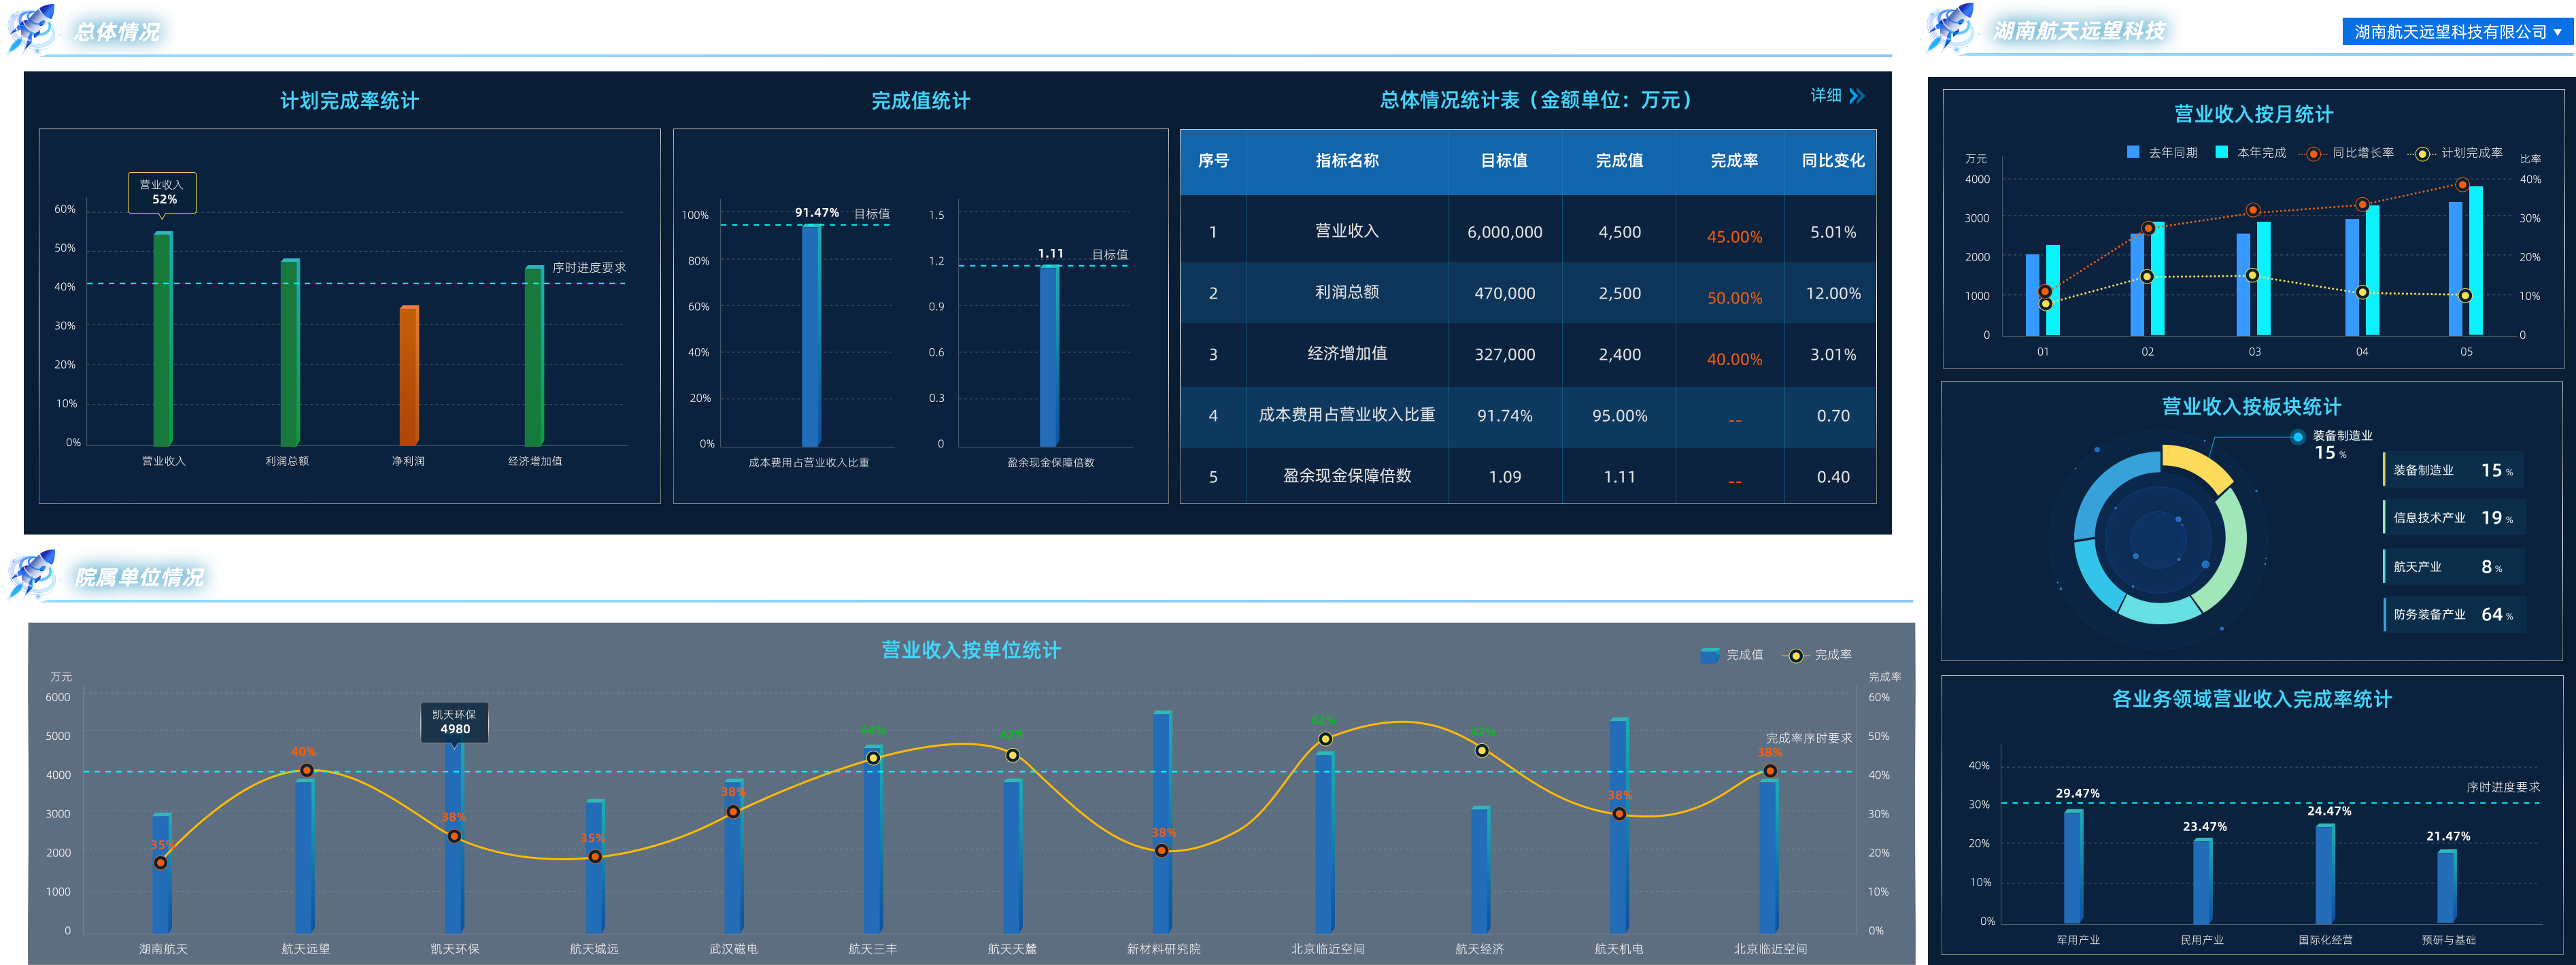 总体情况
计划完成率统计
营业收入
52%
60%
50%
40%
30%
20%
10%
0%
序时进度要求
营业收入
利润总额
净利润
经济增加值
完成值统计
100%
80%
60%
40%
20%
0%
91.47%
目标值
成本费用占营业收入比重
1.5
1.2
0.9
0.6
0.3
0
1.11
目标值
盈余现金保障倍数
总体情况统计表（金额单位：万元）
详细
序号 指标名称 目标值 完成值 完成率 同比变化
1 营业收入 6,000,000 4,500 45.00% 5.01%
2 利润总额 470,000 2,500 50.00% 12.00%
3 经济增加值 327,000 2,400 40.00% 3.01%
4 成本费用占营业收入比重 91.74% 95.00% -- 0.70
5 盈余现金保障倍数 1.09 1.11 -- 0.40
院属单位情况
营业收入按单位统计
完成值
完成率
万元
6000
5000
4000
3000
2000
1000
0
完成率
60%
50%
40%
30%
20%
10%
0%
完成率序时要求
凯天环保
4980
35%
40%
38%
35%
38%
44%
43%
38%
42%
42%
38%
38%
湖南航天
航天远望
凯天环保
航天城远
武汉磁电
航天三丰
航天天麓
新材料研究院
北京临近空间
航天经济
航天机电
北京临近空间
湖南航天远望科技
湖南航天远望科技有限公司
营业收入按月统计
去年同期
本年完成
同比增长率
计划完成率
万元
4000
3000
2000
1000
0
比率
40%
30%
20%
10%
0
01
02
03
04
05
营业收入按板块统计
装备制造业
15 %
装备制造业 15 %
信息技术产业 19 %
航天产业 8 %
防务装备产业 64 %
各业务领域营业收入完成率统计
40%
30%
20%
10%
0%
序时进度要求
29.47%
23.47%
24.47%
21.47%
军用产业
民用产业
国际化经营
预研与基础